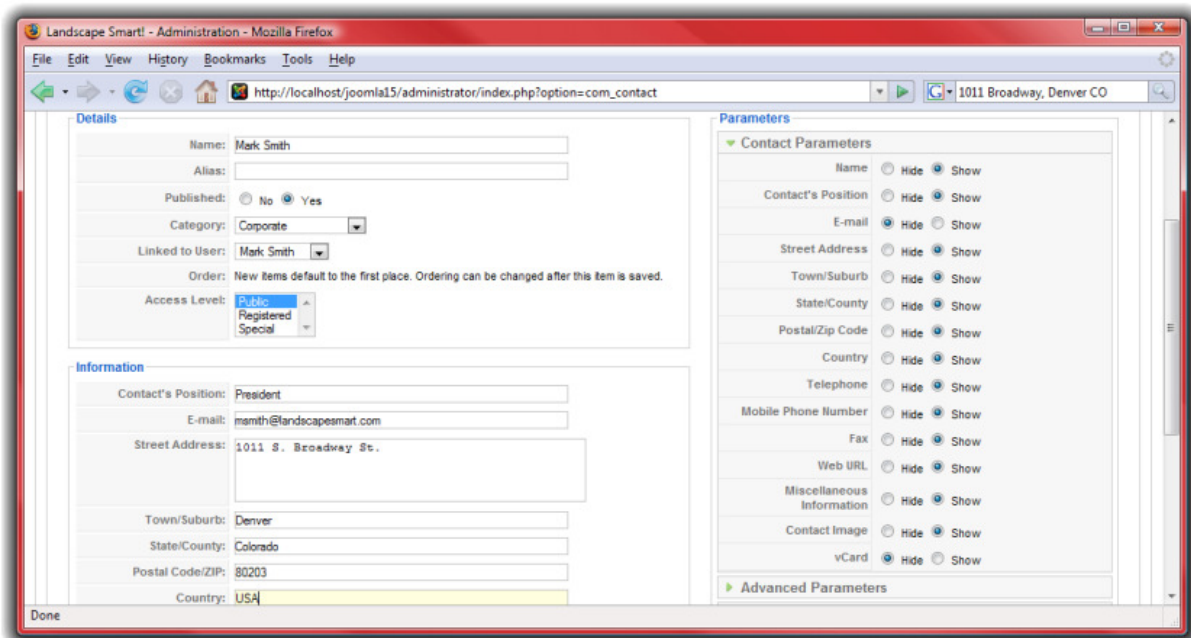 Landscape Smart! - Administration - Mozilla Firefox
File Edit View History Bookmarks Tools Help
http://localhost/joomla15/administrator/index.php?option=com_contact
1011 Broadway, Denver CO
Details
Name: Mark Smith
Alias:
Published: No Yes
Category: Corporate
Linked to User: Mark Smith
Order: New items default to the first place. Ordering can be changed after this item is saved.
Access Level: Public
Registered
Special
Information
Contact's Position: President
E-mail: msmith@landscapesmart.com
Street Address: 1011 S. Broadway St.
Town/Suburb: Denver
State/County: Colorado
Postal Code/ZIP: 80203
Country: USA
Parameters
Contact Parameters
Name Hide Show
Contact's Position Hide Show
E-mail Hide Show
Street Address Hide Show
Town/Suburb Hide Show
State/County Hide Show
Postal/Zip Code Hide Show
Country Hide Show
Telephone Hide Show
Mobile Phone Number Hide Show
Fax Hide Show
Web URL Hide Show
Miscellaneous
Information Hide Show
Contact Image Hide Show
vCard Hide Show
Advanced Parameters
Done